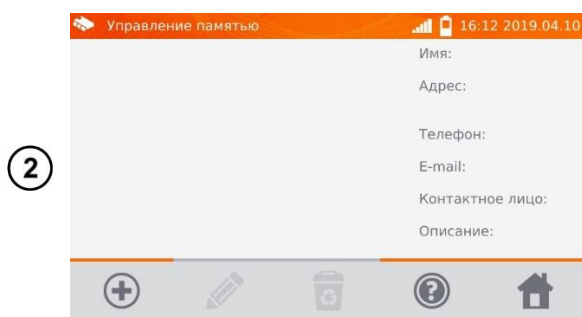 Управление памятью 16:12 2019.04.10
Имя:
Адрес:
Телефон:
2
E-mail:
Контактное лицо:
Описание: